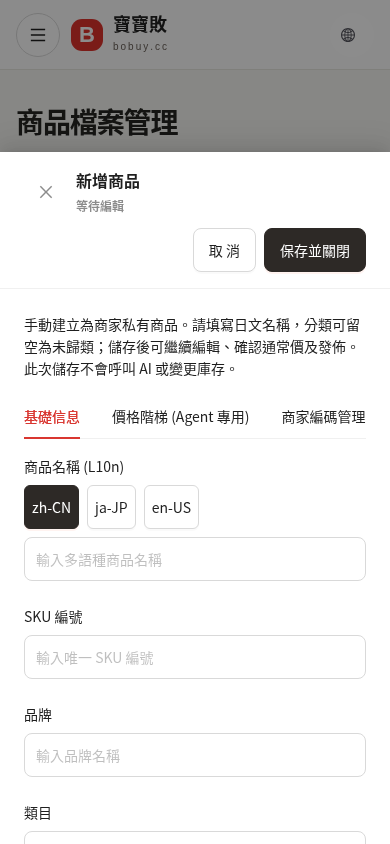 B
寶寶敗
bobuy.cc
商品檔案管理
新增商品
等待編輯
取 消
保存並關閉
手動建立為商家私有商品。請填寫日文名稱，分類可留
空為未歸類；儲存後可繼續編輯、確認通常價及發佈。
此次儲存不會呼叫 AI 或變更庫存。
基礎信息
價格階梯 (Agent 專用)
商家編碼管理
商品名稱 (L10n)
zh-CN
ja-JP
en-US
輸入多語種商品名稱
SKU 編號
輸入唯一 SKU 編號
品牌
輸入品牌名稱
類目